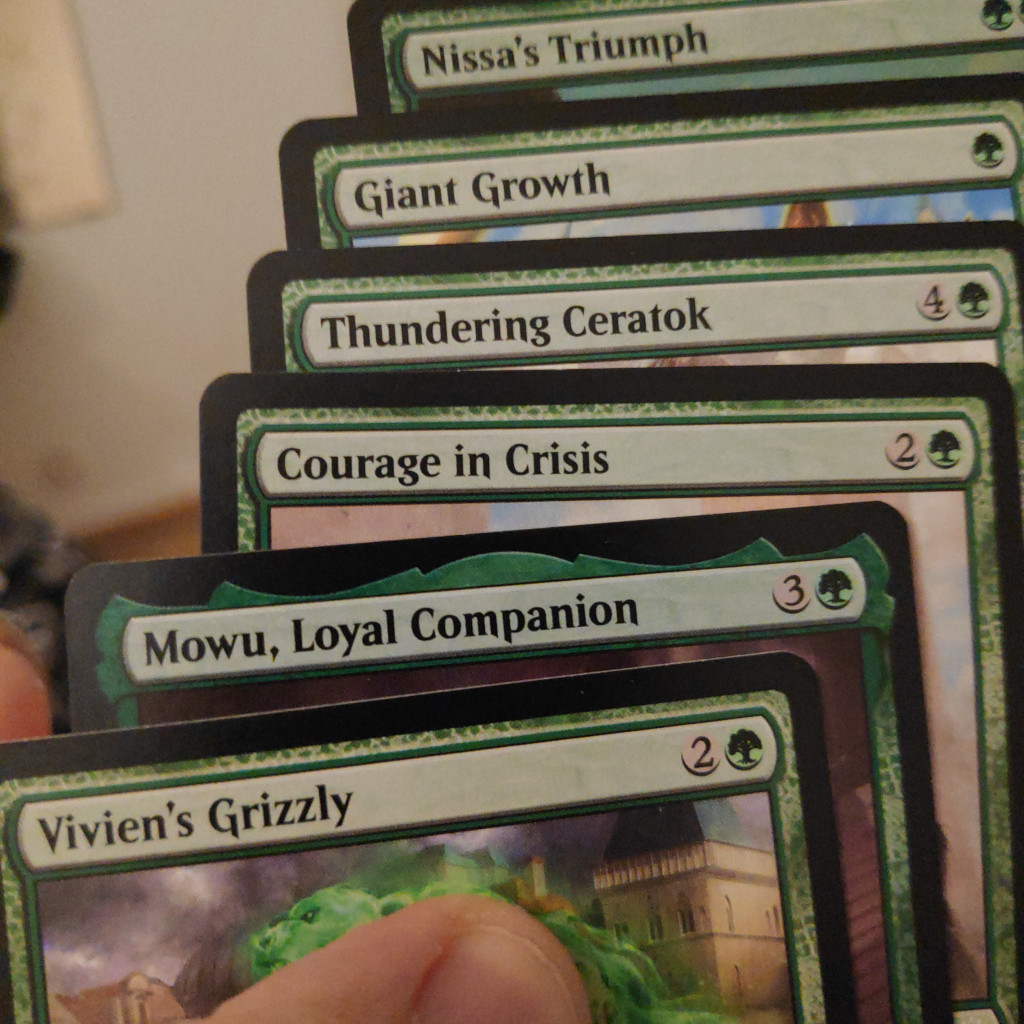 Nissa's Triumph
Giant Growth
Thundering Ceratok 4
Courage in Crisis 2
Mowu, Loyal Companion 3
Vivien's Grizzly 2